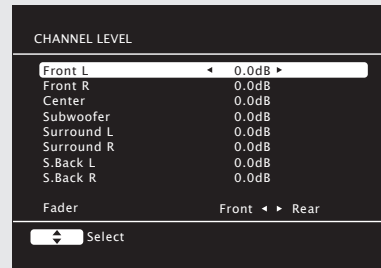 CHANNEL LEVEL
Front L ◄ 0.0dB ►
Front R 0.0dB
Center 0.0dB
Subwoofer 0.0dB
Surround L 0.0dB
Surround R 0.0dB
S.Back L 0.0dB
S.Back R 0.0dB
Fader Front ◄ ► Rear
Select